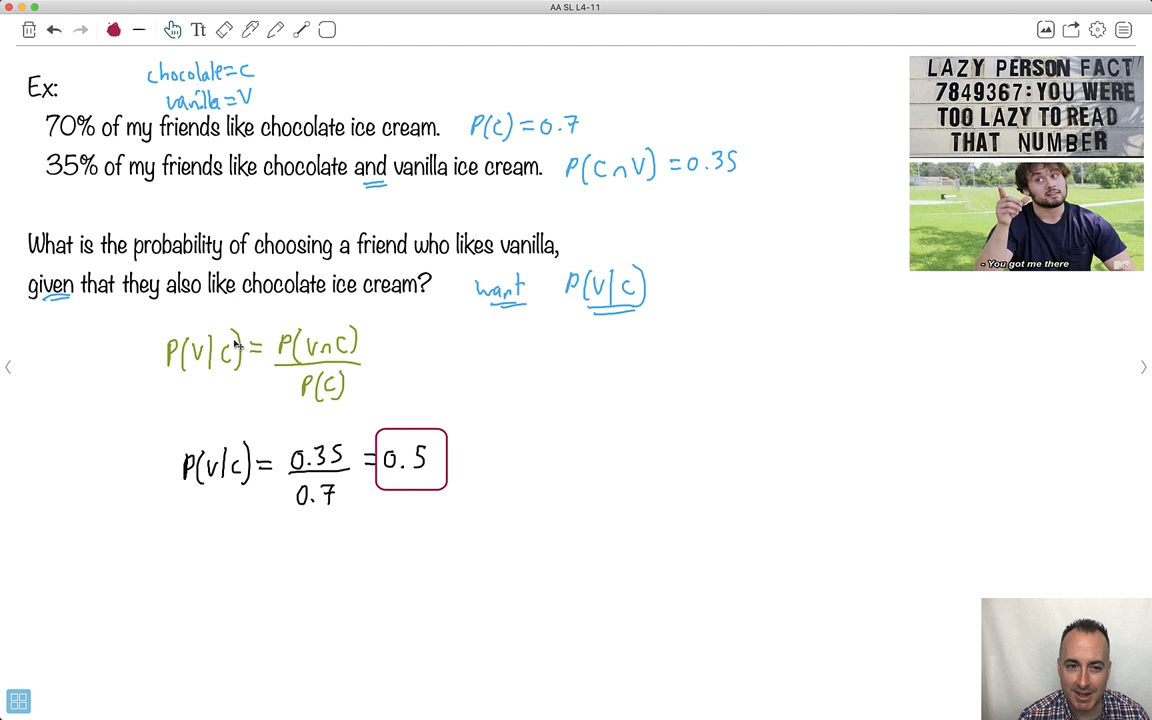 AA SL L4-11
Tt
Ex:
chocolate=C
vanilla=V
70% of my friends like chocolate ice cream. P(C)=0.7
35% of my friends like chocolate and vanilla ice cream. P(C∩V)=0.35
What is the probability of choosing a friend who likes vanilla,
given that they also like chocolate ice cream? want P(V|C)
P(V|C)= P(V∩C)
P(C)
P(V|C)= 0.35 =0.5
0.7
LAZY PERSON FACT
7849367:YOU WERE
TOO LAZY TO READ
THAT NUMBER
- You got me there